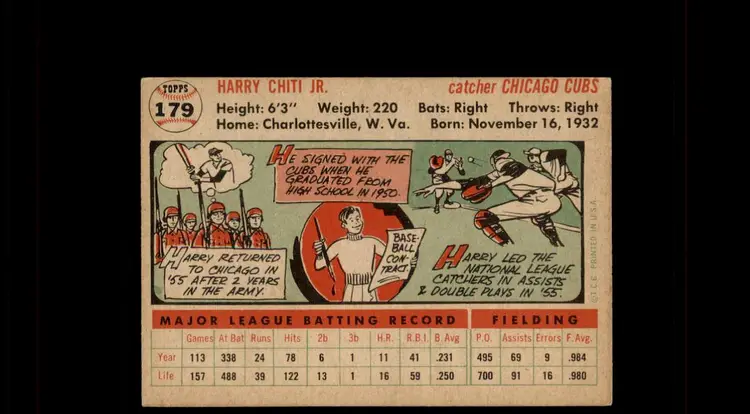 TOPPS
179
HARRY CHITI JR.
catcher CHICAGO CUBS
Height: 6'3" Weight: 220 Bats: Right Throws: Right
Home: Charlottesville, W. Va. Born: November 16, 1932
HE SIGNED WITH THE
CUBS WHEN HE
GRADUATED FROM
HIGH SCHOOL IN 1950.
HARRY RETURNED
TO CHICAGO IN
'55 AFTER 2 YEARS
IN THE ARMY.
BASE-
BALL
CON-
TRACT.
HARRY LED THE
NATIONAL LEAGUE
CATCHERS IN ASSISTS
& DOUBLE PLAYS IN '55.
©T.C.G. PRINTED IN U.S.A.
MAJOR LEAGUE BATTING RECORD FIELDING
Games At Bat Runs Hits 2b 3b H.R. R.B.I. B. Avg. P.O. Assists Errors F. Avg.
Year 113 338 24 78 6 1 11 41 .231 495 69 9 .984
Life 157 488 39 122 13 1 16 59 .250 700 91 16 .980